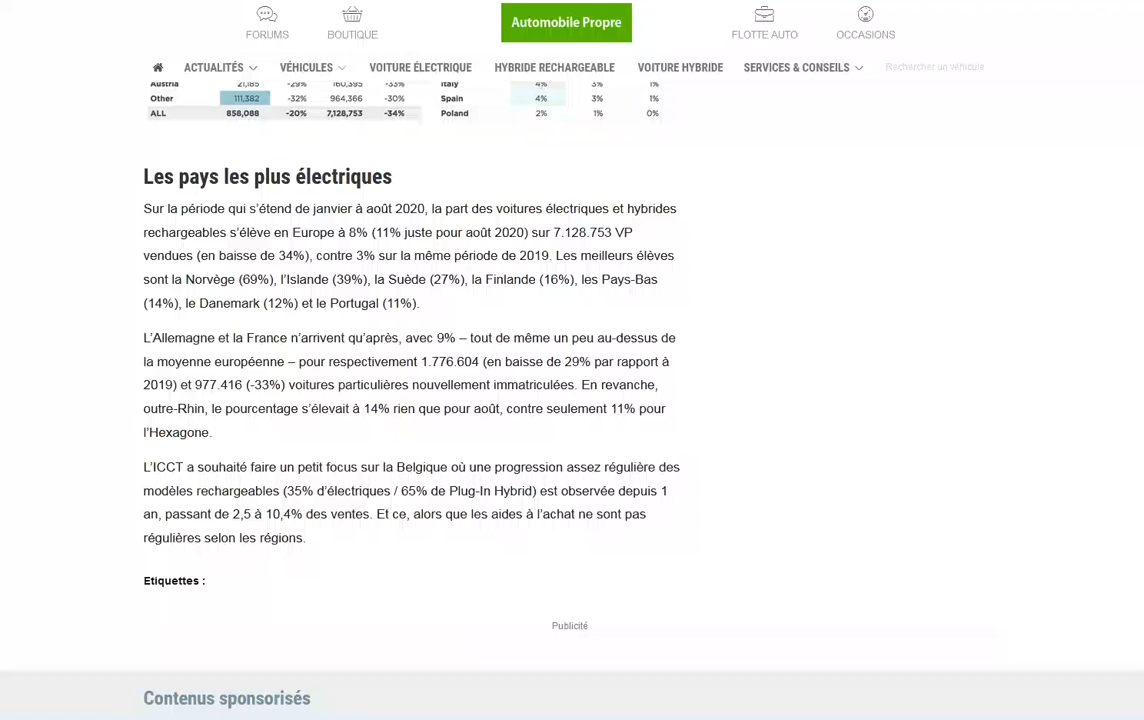 FORUMS
BOUTIQUE
Automobile Propre
FLOTTE AUTO
OCCASIONS
ACTUALITÉS
VÉHICULES
VOITURE ÉLECTRIQUE
HYBRIDE RECHARGEABLE
VOITURE HYBRIDE
SERVICES & CONSEILS
Rechercher un véhicule
Austria 21,185 -29% 160,395 -33% Italy 4% 3% 1%
Other 111,382 -32% 964,366 -30% Spain 4% 3% 1%
ALL 858,088 -20% 7,128,753 -34% Poland 2% 1% 0%
Les pays les plus électriques
Sur la période qui s’étend de janvier à août 2020, la part des voitures électriques et hybrides
rechargeables s’élève en Europe à 8% (11% juste pour août 2020) sur 7.128.753 VP
vendues (en baisse de 34%), contre 3% sur la même période de 2019. Les meilleurs élèves
sont la Norvège (69%), l’Islande (39%), la Suède (27%), la Finlande (16%), les Pays-Bas
(14%), le Danemark (12%) et le Portugal (11%).
L’Allemagne et la France n’arrivent qu’après, avec 9% – tout de même un peu au-dessus de
la moyenne européenne – pour respectivement 1.776.604 (en baisse de 29% par rapport à
2019) et 977.416 (-33%) voitures particulières nouvellement immatriculées. En revanche,
outre-Rhin, le pourcentage s’élevait à 14% rien que pour août, contre seulement 11% pour
l’Hexagone.
L’ICCT a souhaité faire un petit focus sur la Belgique où une progression assez régulière des
modèles rechargeables (35% d’électriques / 65% de Plug-In Hybrid) est observée depuis 1
an, passant de 2,5 à 10,4% des ventes. Et ce, alors que les aides à l’achat ne sont pas
régulières selon les régions.
Etiquettes :
Publicité
Contenus sponsorisés